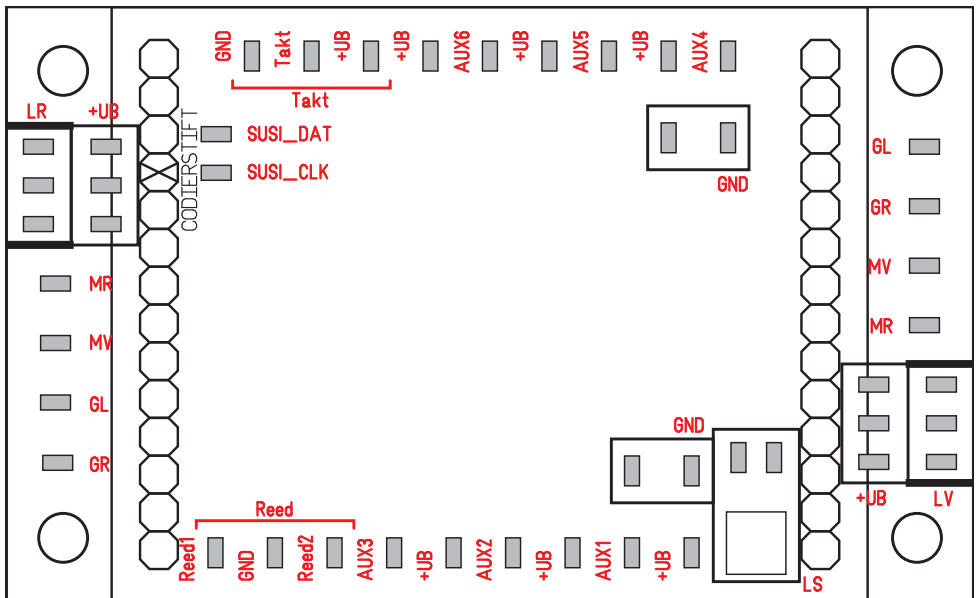 GND Takt +UB +UB AUX6 +UB AUX5 +UB AUX4
Takt
LR +UB
CODIERSTIFT
SUSI_DAT
SUSI_CLK
GND
GL
GR
MV
MR
MR
MV
GL
GR
GND
+UB LV
Reed
Reed1 GND Reed2 AUX3 +UB AUX2 +UB AUX1 +UB
LS